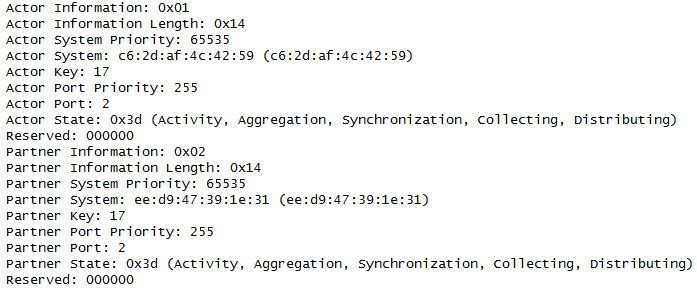 Actor Information: 0x01
Actor Information Length: 0x14
Actor System Priority: 65535
Actor System: c6:2d:af:4c:42:59 (c6:2d:af:4c:42:59)
Actor Key: 17
Actor Port Priority: 255
Actor Port: 2
Actor State: 0x3d (Activity, Aggregation, Synchronization, Collecting, Distributing)
Reserved: 000000
Partner Information: 0x02
Partner Information Length: 0x14
Partner System Priority: 65535
Partner System: ee:d9:47:39:1e:31 (ee:d9:47:39:1e:31)
Partner Key: 17
Partner Port Priority: 255
Partner Port: 2
Partner State: 0x3d (Activity, Aggregation, Synchronization, Collecting, Distributing)
Reserved: 000000